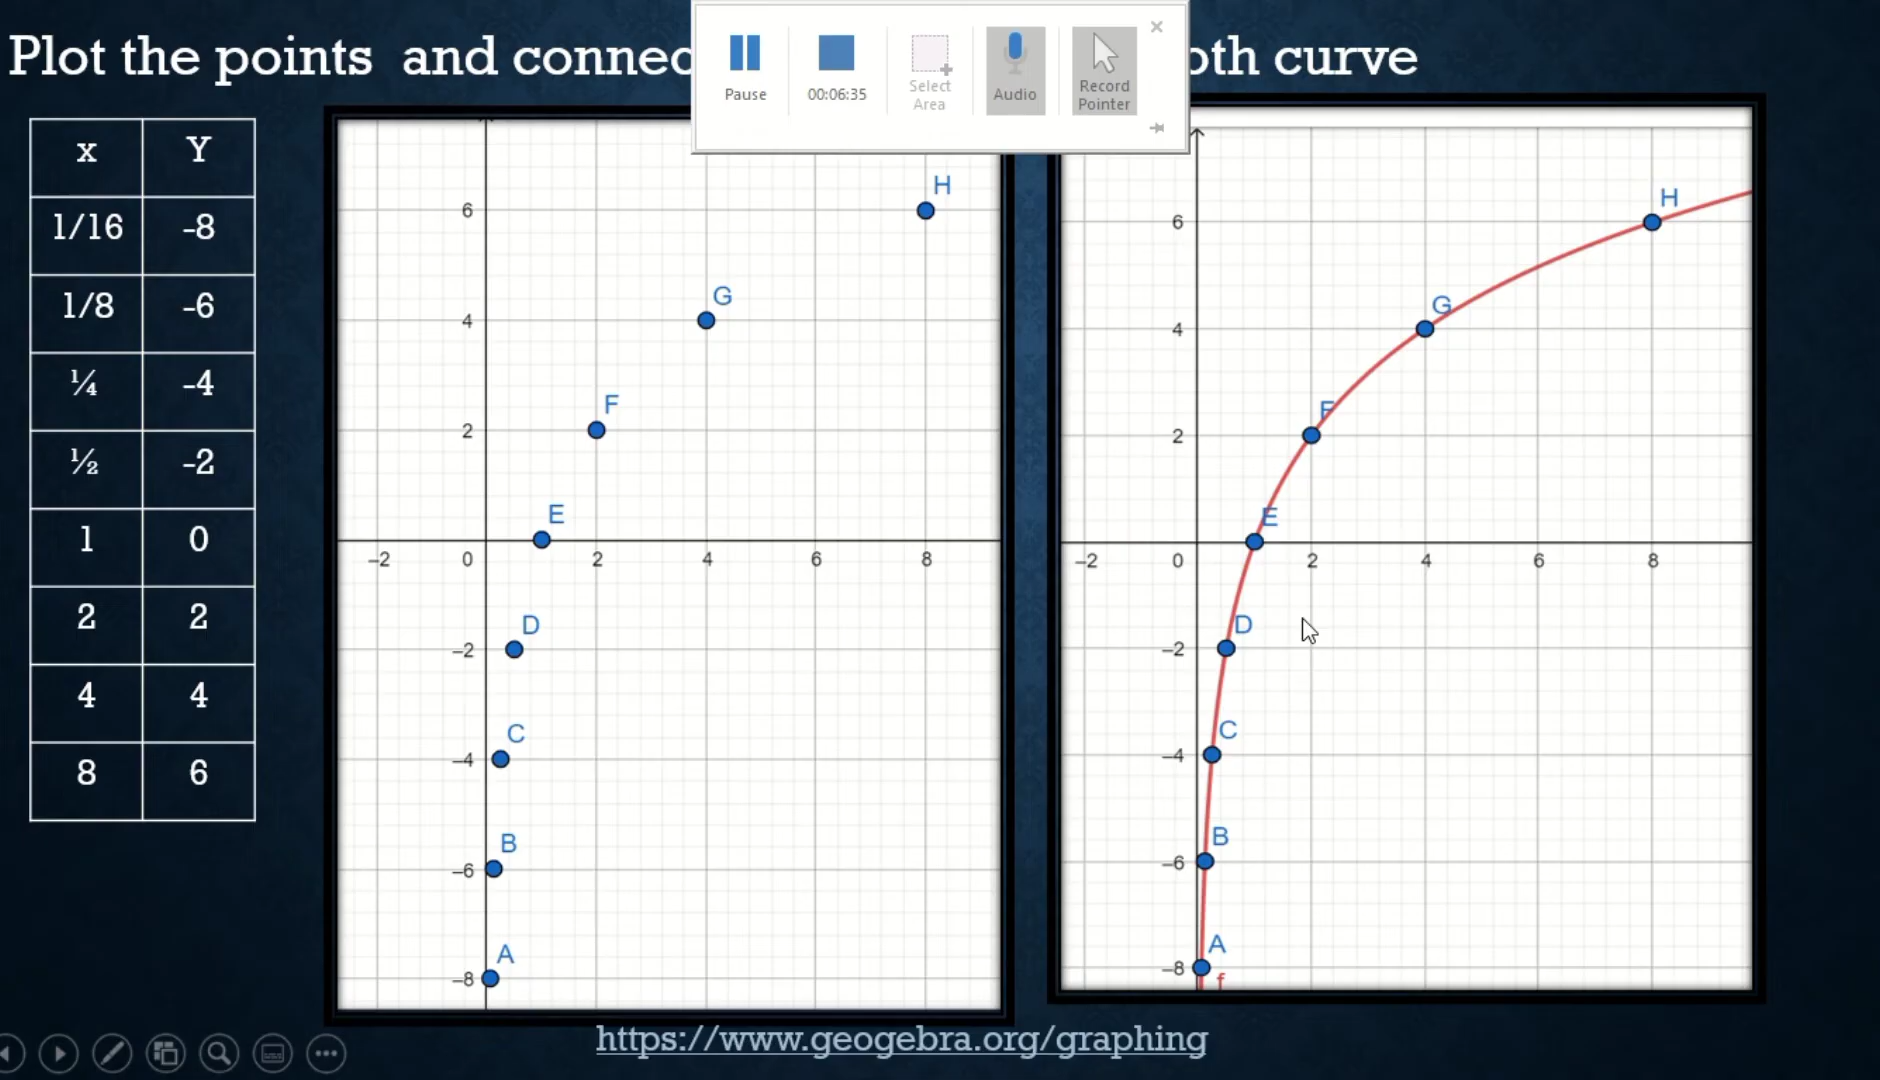 Plot the points and connec
oth curve
Pause
00:06:35
Select
Area
Audio
Record
Pointer
x Y
1/16 -8
1/8 -6
¼ -4
½ -2
1 0
2 2
4 4
8 6
H
6
G
4
F
2
E
-2 0 2 4 6 8
D
-2
C
-4
B
-6
A
-8
H
6
G
4
F
2
E
-2 0 2 4 6 8
D
-2
C
-4
B
-6
A
-8
f
https://www.geogebra.org/graphing